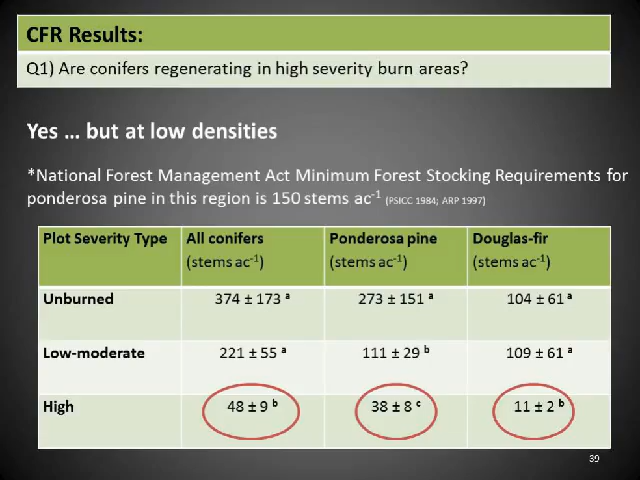 CFR Results:
Q1) Are conifers regenerating in high severity burn areas?
Yes … but at low densities
*National Forest Management Act Minimum Forest Stocking Requirements for
ponderosa pine in this region is 150 stems ac⁻¹ (PSICC 1984; ARP 1997)
Plot Severity Type All conifers (stems ac⁻¹) Ponderosa pine (stems ac⁻¹) Douglas-fir (stems ac⁻¹)
Unburned 374 ± 173 ᵃ 273 ± 151 ᵃ 104 ± 61 ᵃ
Low-moderate 221 ± 55 ᵃ 111 ± 29 ᵇ 109 ± 61 ᵃ
High 48 ± 9 ᵇ 38 ± 8 ᶜ 11 ± 2 ᵇ
39